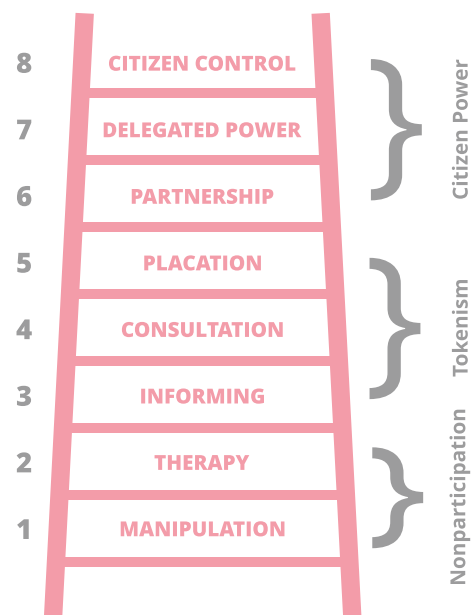 8 CITIZEN CONTROL
7 DELEGATED POWER
6 PARTNERSHIP
Citizen Power
5 PLACATION
4 CONSULTATION
3 INFORMING
Tokenism
2 THERAPY
1 MANIPULATION
Nonparticipation